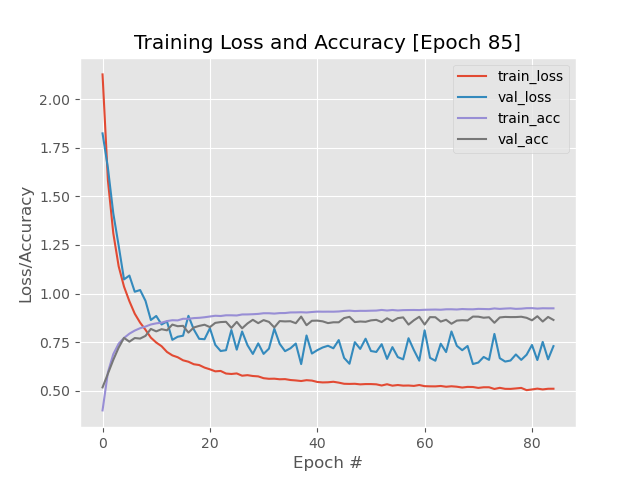 Training Loss and Accuracy [Epoch 85]
train_loss
val_loss
train_acc
val_acc
2.00
1.75
1.50
1.25
1.00
0.75
0.50
Loss/Accuracy
0 20 40 60 80
Epoch #